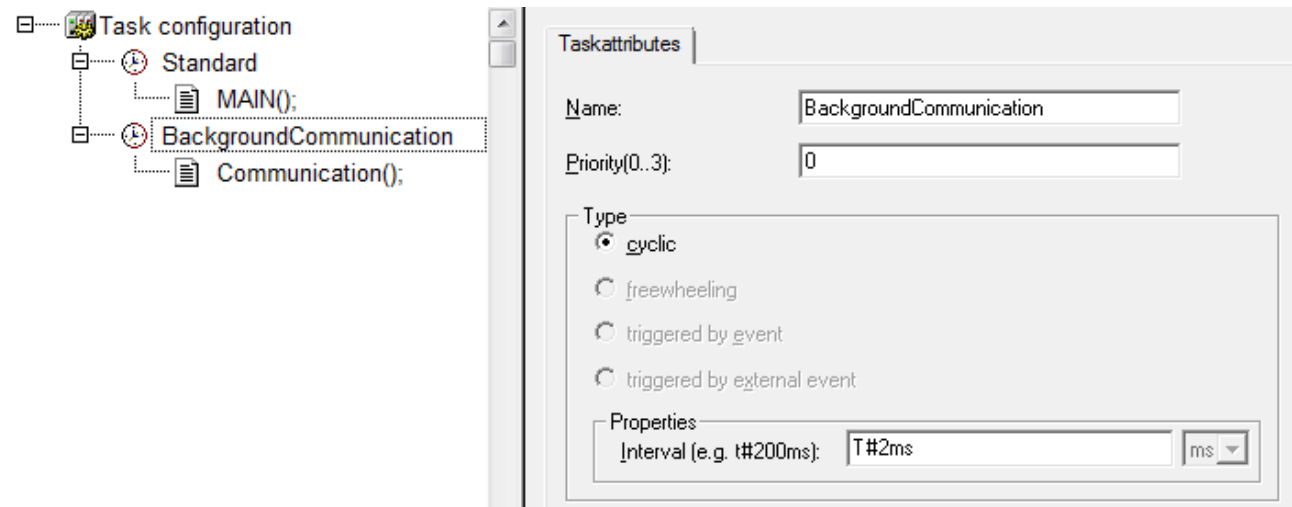 Task configuration
Standard
MAIN();
BackgroundCommunication
Communication();
Taskattributes
Name: BackgroundCommunication
Priority(0..3): 0
Type
cyclic
freewheeling
triggered by event
triggered by external event
Properties
Interval (e.g. t#200ms): T#2ms ms